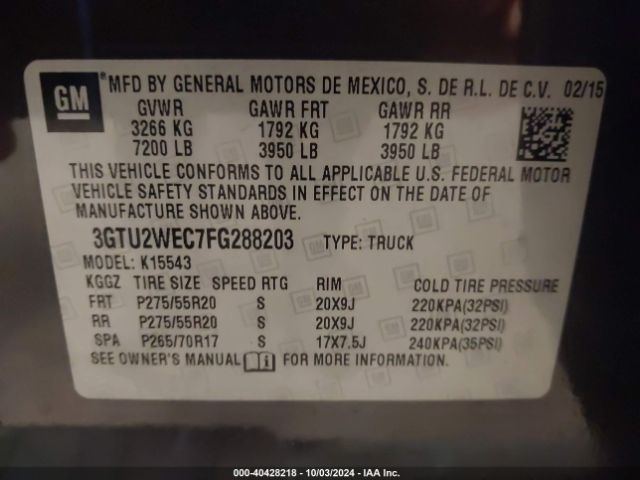 GM ® MFD BY GENERAL MOTORS DE MEXICO, S. DE R.L. DE C.V. 02/15
GVWR GAWR FRT GAWR RR
3266 KG 1792 KG 1792 KG
7200 LB 3950 LB 3950 LB
THIS VEHICLE CONFORMS TO ALL APPLICABLE U.S. FEDERAL MOTOR
VEHICLE SAFETY STANDARDS IN EFFECT ON THE DATE OF
MANUFACTURE SHOWN ABOVE.
3GTU2WEC7FG288203 TYPE: TRUCK
MODEL: K15543
KGGZ TIRE SIZE SPEED RTG RIM COLD TIRE PRESSURE
FRT P275/55R20 S 20X9J 220KPA(32PSI)
RR P275/55R20 S 20X9J 220KPA(32PSI)
SPA P265/70R17 S 17X7.5J 240KPA(35PSI)
SEE OWNER'S MANUAL FOR MORE INFORMATION.
000-40428218 - 10/03/2024 - IAA Inc.